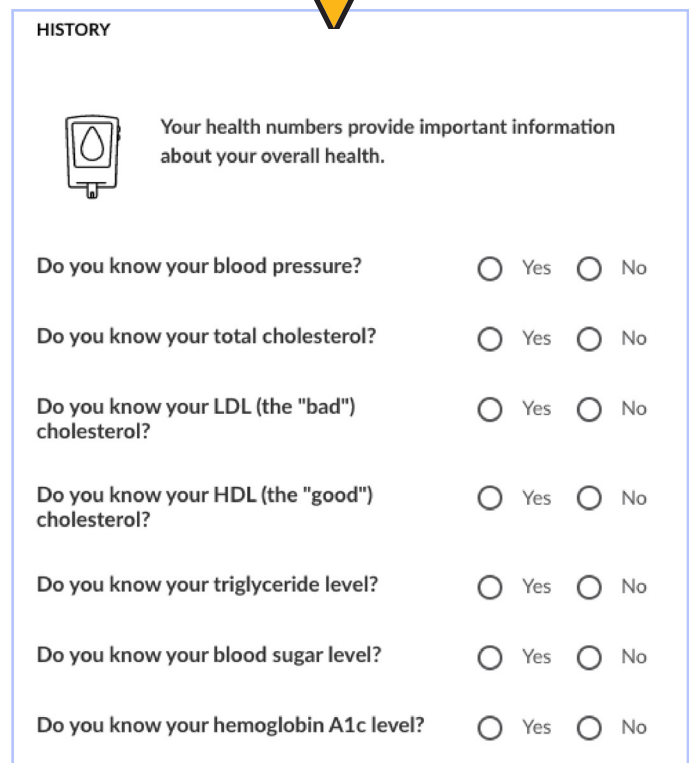 HISTORY
Your health numbers provide important information
about your overall health.
Do you know your blood pressure? Yes No
Do you know your total cholesterol? Yes No
Do you know your LDL (the "bad") Yes No
cholesterol?
Do you know your HDL (the "good") Yes No
cholesterol?
Do you know your triglyceride level? Yes No
Do you know your blood sugar level? Yes No
Do you know your hemoglobin A1c level? Yes No